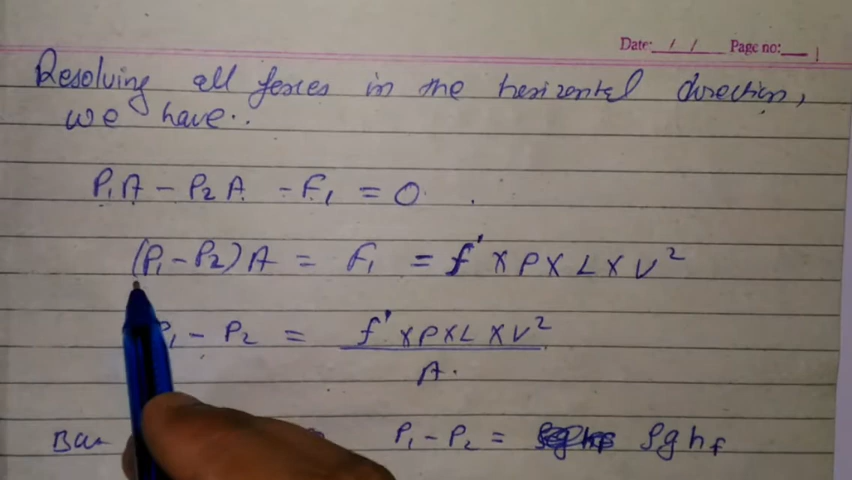 Date: / / Page no:
Resolving all forces in the horizontal direction,
we have..
P₁A - P₂A - F₁ = 0.
(P₁-P₂)A = F₁ = f' × P × L × V²
P₁ - P₂ = f' × P × L × V² / A.
P₁ - P₂ = ρghf